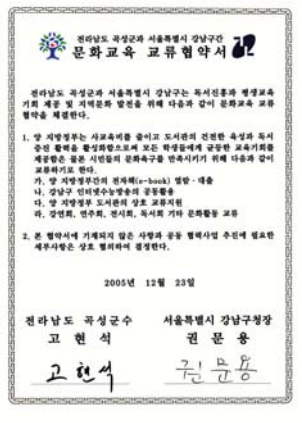 전라남도 곡성군과 서울특별시 강남구간
문화교육 교류협약서
전라남도 곡성군과 서울특별시 강남구는 독서진흥과 평생교육
기회 제공 및 지역문화 발전을 위해 다음과 같이 문화교육 교류
협약을 체결한다.
1. 양 지방정부는 사교육비를 줄이고 도서관의 건전한 육성과 독서
증진 활력을 활성화함으로써 모든 학생들에게 균등한 교육기회를
제공함은 물론 시민들의 문화욕구를 만족시키기 위해 다음과 같이
교류하기로 한다.
가. 양 지방정부간의 전자책(e-book) 열람·대출
나. 강남구 인터넷수능방송의 공동활용
다. 양 지방정부 도서관의 상호 교류지원
라. 강연회, 연주회, 전시회, 독서회 기타 문화활동 교류
2. 본 협약서에 기재되지 않은 사항과 공동 협력사업 추진에 필요한
세부사항은 상호 협의하여 결정한다.
2005년 12월 23일
전라남도 곡성군수
고현석
고현석
서울특별시 강남구청장
권문용
권문용